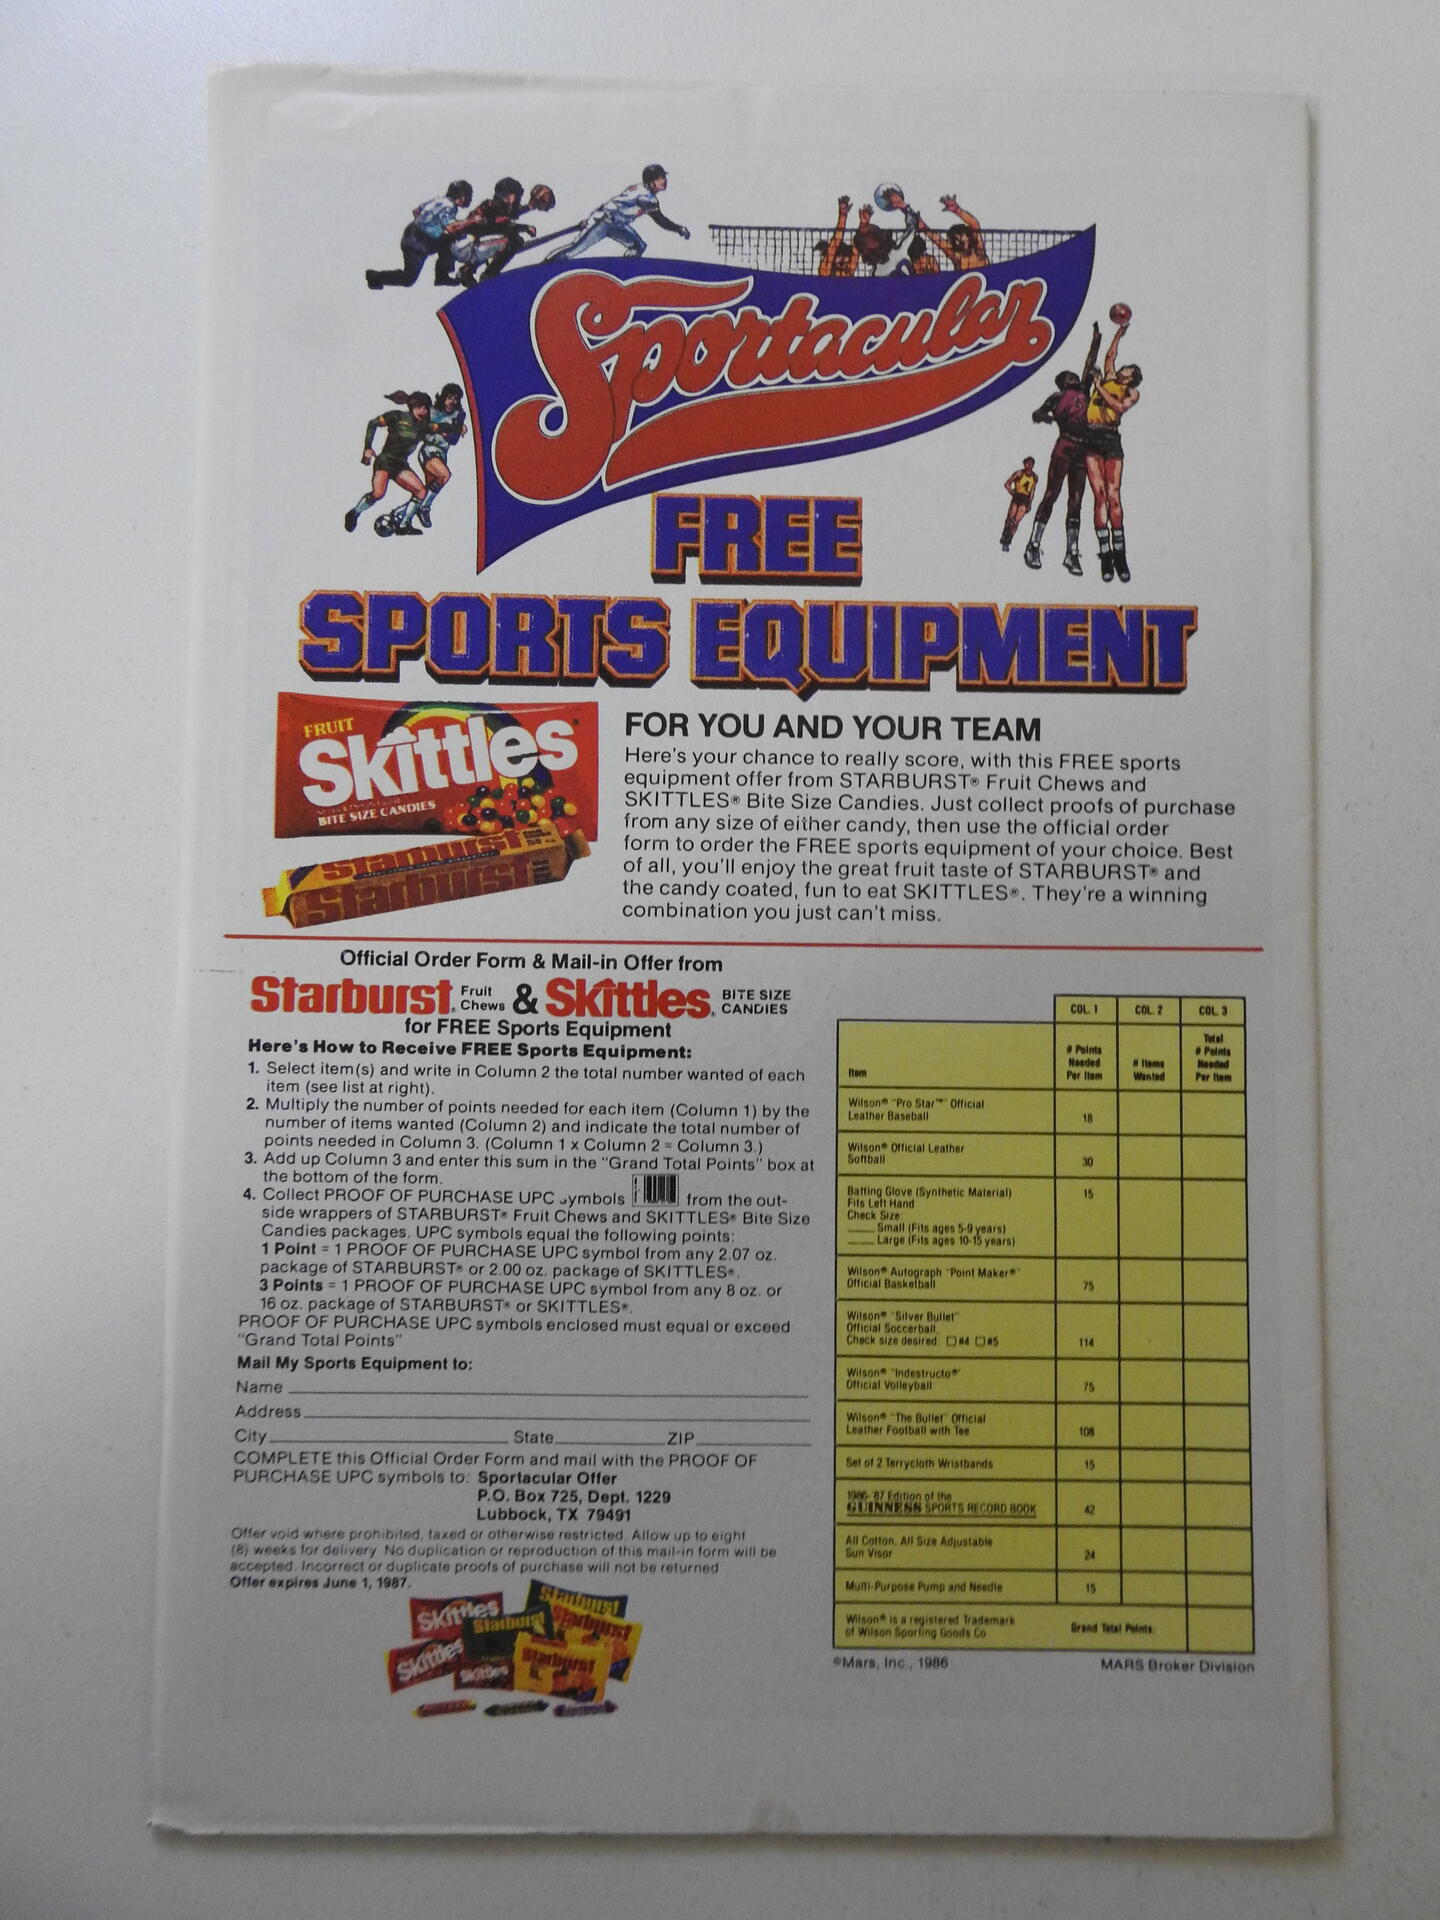 Sportacular
FREE
SPORTS EQUIPMENT
FRUIT
Skittles
BITE SIZE CANDIES
Starburst
Starburst
FOR YOU AND YOUR TEAM
Here's your chance to really score, with this FREE sports
equipment offer from STARBURST® Fruit Chews and
SKITTLES® Bite Size Candies. Just collect proofs of purchase
from any size of either candy, then use the official order
form to order the FREE sports equipment of your choice. Best
of all, you'll enjoy the great fruit taste of STARBURST® and
the candy coated, fun to eat SKITTLES®. They're a winning
combination you just can't miss.
Official Order Form & Mail-in Offer from
Starburst® Fruit Chews & Skittles® BITE SIZE CANDIES
for FREE Sports Equipment
Here's How to Receive FREE Sports Equipment:
1. Select item(s) and write in Column 2 the total number wanted of each
item (see list at right).
2. Multiply the number of points needed for each item (Column 1) by the
number of items wanted (Column 2) and indicate the total number of
points needed in Column 3. (Column 1 x Column 2 = Column 3.)
3. Add up Column 3 and enter this sum in the "Grand Total Points" box at
the bottom of the form.
4. Collect PROOF OF PURCHASE UPC symbols from the out-
side wrappers of STARBURST® Fruit Chews and SKITTLES® Bite Size
Candies packages. UPC symbols equal the following points:
1 Point = 1 PROOF OF PURCHASE UPC symbol from any 2.07 oz.
package of STARBURST® or 2.00 oz. package of SKITTLES®.
3 Points = 1 PROOF OF PURCHASE UPC symbol from any 8 oz. or
16 oz. package of STARBURST® or SKITTLES®.
PROOF OF PURCHASE UPC symbols enclosed must equal or exceed
"Grand Total Points"
Mail My Sports Equipment to:
Name
Address
City State ZIP
COMPLETE this Official Order Form and mail with the PROOF OF
PURCHASE UPC symbols to: Sportacular Offer
P.O. Box 725, Dept. 1229
Lubbock, TX 79491
Offer void where prohibited, taxed or otherwise restricted. Allow up to eight
(8) weeks for delivery. No duplication or reproduction of this mail-in form will be
accepted. Incorrect or duplicate proofs of purchase will not be returned
Offer expires June 1, 1987.
Skittles
Starburst
Starburst
Starburst
Skittles
Skittles
Starburst
COL. 1 COL. 2 COL. 3
Item # Points Needed Per Item # Items Wanted Total # Points Needed Per Item
Wilson® "Pro Star™" Official
Leather Baseball 18
Wilson® Official Leather
Softball 30
Batting Glove (Synthetic Material) 15
Fits Left Hand
Check Size:
Small (Fits ages 5-9 years)
Large (Fits ages 10-15 years)
Wilson® Autograph "Point Maker®"
Official Basketball 75
Wilson® "Silver Bullet"
Official Soccerball,
Check size desired: □ #4 □ #5 114
Wilson® "Indestructo®"
Official Volleyball 75
Wilson® "The Bullet" Official
Leather Football with Tee 108
Set of 2 Terrycloth Wristbands 15
1986-'87 Edition of the
GUINNESS SPORTS RECORD BOOK 42
All Cotton, All Size Adjustable
Sun Visor 24
Multi-Purpose Pump and Needle 15
Wilson® is a registered Trademark
of Wilson Sporting Goods Co Grand Total Points:
©Mars, Inc., 1986 MARS Broker Division